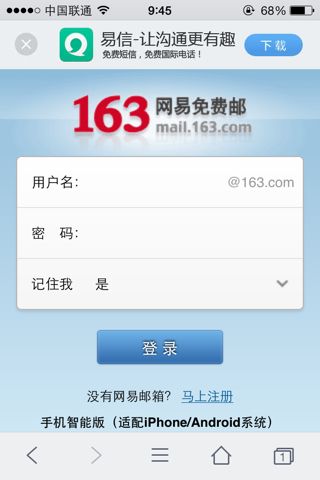 中国联通 9:45 68%
易信-让沟通更有趣
免费短信，免费国际电话！
下载
163 网易免费邮
mail.163.com
用户名： @163.com
密 码：
记住我 是
登录
没有网易邮箱？ 马上注册
手机智能版（适配iPhone/Android系统）
1